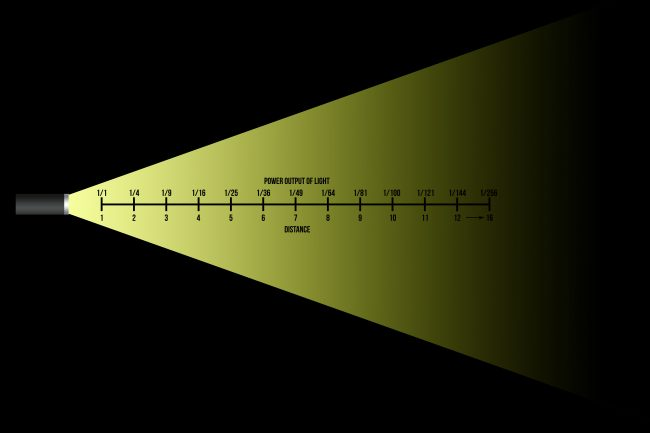 POWER OUTPUT OF LIGHT
1/1 1/4 1/9 1/16 1/25 1/36 1/49 1/64 1/81 1/100 1/121 1/144 1/256
1 2 3 4 5 6 7 8 9 10 11 12 16
DISTANCE